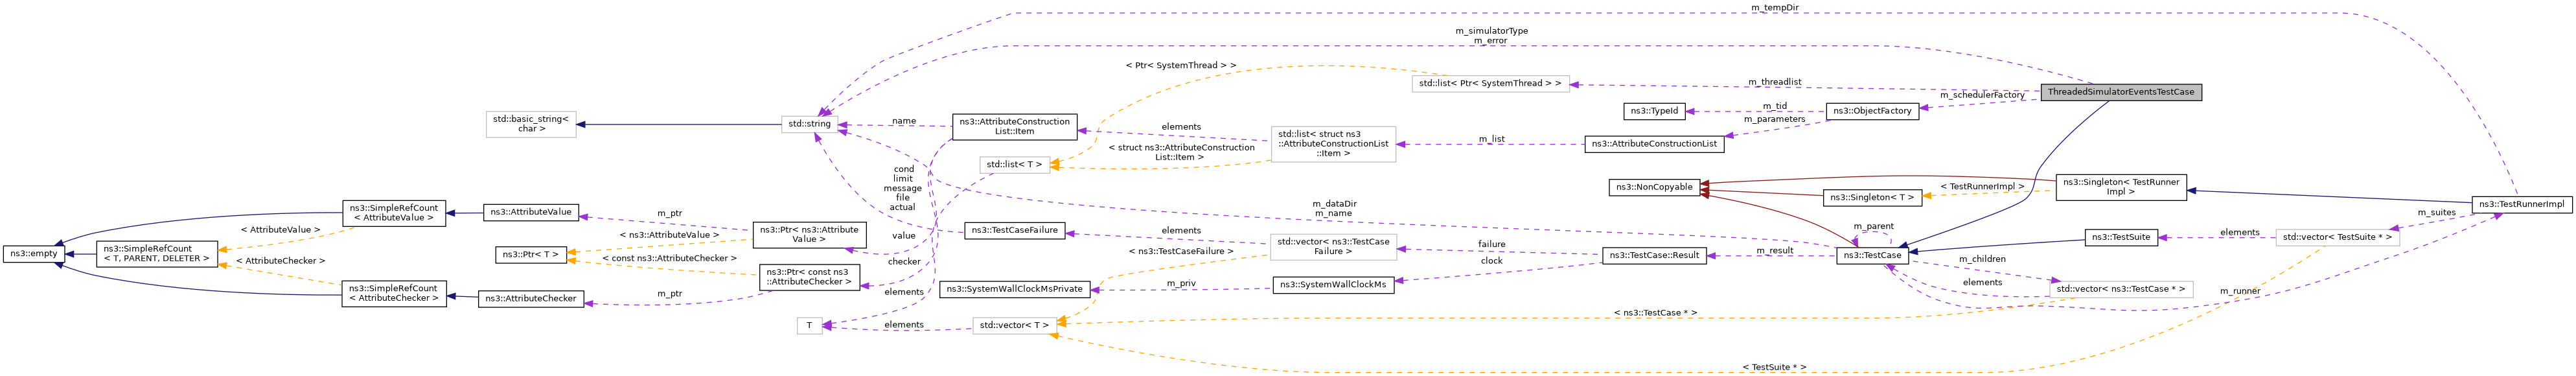 m_tempDir
m_simulatorType
m_error
< Ptr< SystemThread > >
std::list< Ptr< SystemThread > >
m_threadlist
ThreadedSimulatorEventsTestCase
m_schedulerFactory
std::basic_string<
char >
std::string
name
ns3::AttributeConstruction
List::Item
elements
std::list< struct ns3
::AttributeConstructionList
::Item >
m_list
ns3::AttributeConstructionList
ns3::TypeId
m_tid
m_parameters
ns3::ObjectFactory
< struct ns3::AttributeConstruction
List::Item >
std::list< T >
cond
limit
message
file
actual
ns3::NonCopyable
ns3::Singleton< T >
< TestRunnerImpl >
ns3::Singleton< TestRunner
Impl >
ns3::TestRunnerImpl
m_dataDir
m_name
m_parent
m_suites
ns3::SimpleRefCount
< AttributeValue >
ns3::AttributeValue
m_ptr
ns3::Ptr< ns3::Attribute
Value >
value
ns3::TestCaseFailure
elements
std::vector< ns3::TestCase
Failure >
failure
clock
ns3::TestCase::Result
m_result
ns3::TestCase
ns3::TestSuite
elements
std::vector< TestSuite * >
< AttributeValue >
< ns3::AttributeValue >
ns3::empty
ns3::SimpleRefCount
< T, PARENT, DELETER >
ns3::Ptr< T >
< const ns3::AttributeChecker >
< AttributeChecker >
ns3::Ptr< const ns3
::AttributeChecker >
checker
< ns3::TestCaseFailure >
m_children
elements
std::vector< ns3::TestCase * >
m_runner
ns3::SimpleRefCount
< AttributeChecker >
ns3::AttributeChecker
m_ptr
elements
ns3::SystemWallClockMsPrivate
m_priv
ns3::SystemWallClockMs
T
elements
std::vector< T >
< ns3::TestCase * >
< TestSuite * >